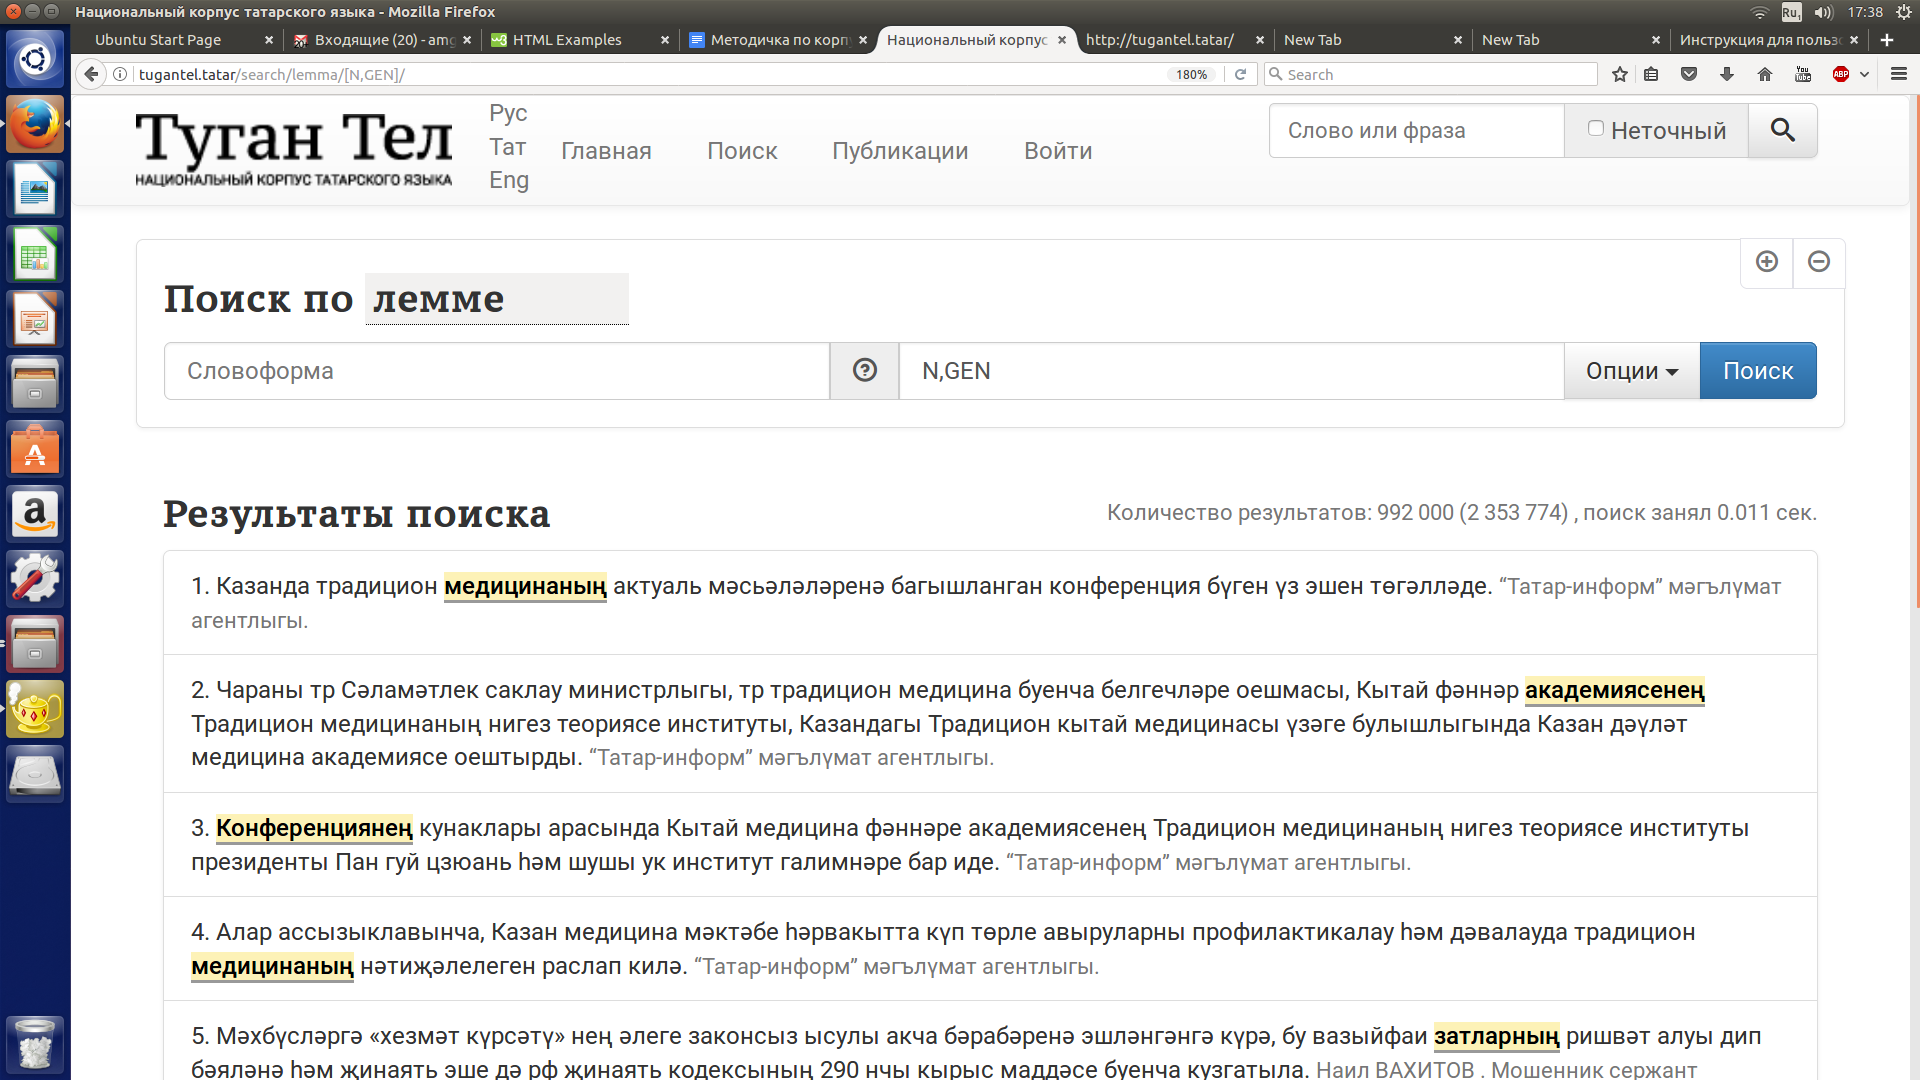 Национальный корпус татарского языка - Mozilla Firefox
Ru₁
17:38
Ubuntu Start Page
Входящие (20) - amg
HTML Examples
Методичка по корп
Национальный корпус
http://tugantel.tatar/
New Tab
New Tab
Инструкция для польз
tugantel.tatar/search/lemma/[N,GEN]/
180%
Search
You Tube
ABP
Туган Тел
НАЦИОНАЛЬНЫЙ КОРПУС ТАТАРСКОГО ЯЗЫКА
Рус
Тат
Eng
Главная
Поиск
Публикации
Войти
Слово или фраза
Неточный
Поиск по лемме
Словоформа
N,GEN
Опции
Поиск
Результаты поиска
Количество результатов: 992 000 (2 353 774) , поиск занял 0.011 сек.
1. Казанда традицион медицинаның актуаль мәсьәләләренә багышланган конференция бүген үз эшен төгәлләде. “Татар-информ” мәгълүмат
агентлыгы.
2. Чараны тр Сәламәтлек саклау министрлыгы, тр традицион медицина буенча белгечләре оешмасы, Кытай фәннәр академиясенең
Традицион медицинаның нигез теориясе институты, Казандагы Традицион кытай медицинасы үзәге булышлыгында Казан дәүләт
медицина академиясе оештырды. “Татар-информ” мәгълүмат агентлыгы.
3. Конференциянең кунаклары арасында Кытай медицина фәннәре академиясенең Традицион медицинаның нигез теориясе институты
президенты Пан гуй цзюань һәм шушы ук институт галимнәре бар иде. “Татар-информ” мәгълүмат агентлыгы.
4. Алар ассызыклавынча, Казан медицина мәктәбе һәрвакытта күп төрле авыруларны профилактикалау һәм дәвалауда традицион
медицинаның нәтиҗәлелеген раслап килә. “Татар-информ” мәгълүмат агентлыгы.
5. Мәхбүсләргә «хезмәт күрсәтү» нең әлеге законсыз ысулы акча бәрабәренә эшләнгәнгә күрә, бу вазыйфаи затларның ришвәт алуы дип
бәяләнә һәм җинаять эше дә рф җинаять кодексының 290 нчы кырыс маддәсе буенча кузгатыла. Наил ВАХИТОВ . Мошенник сержант